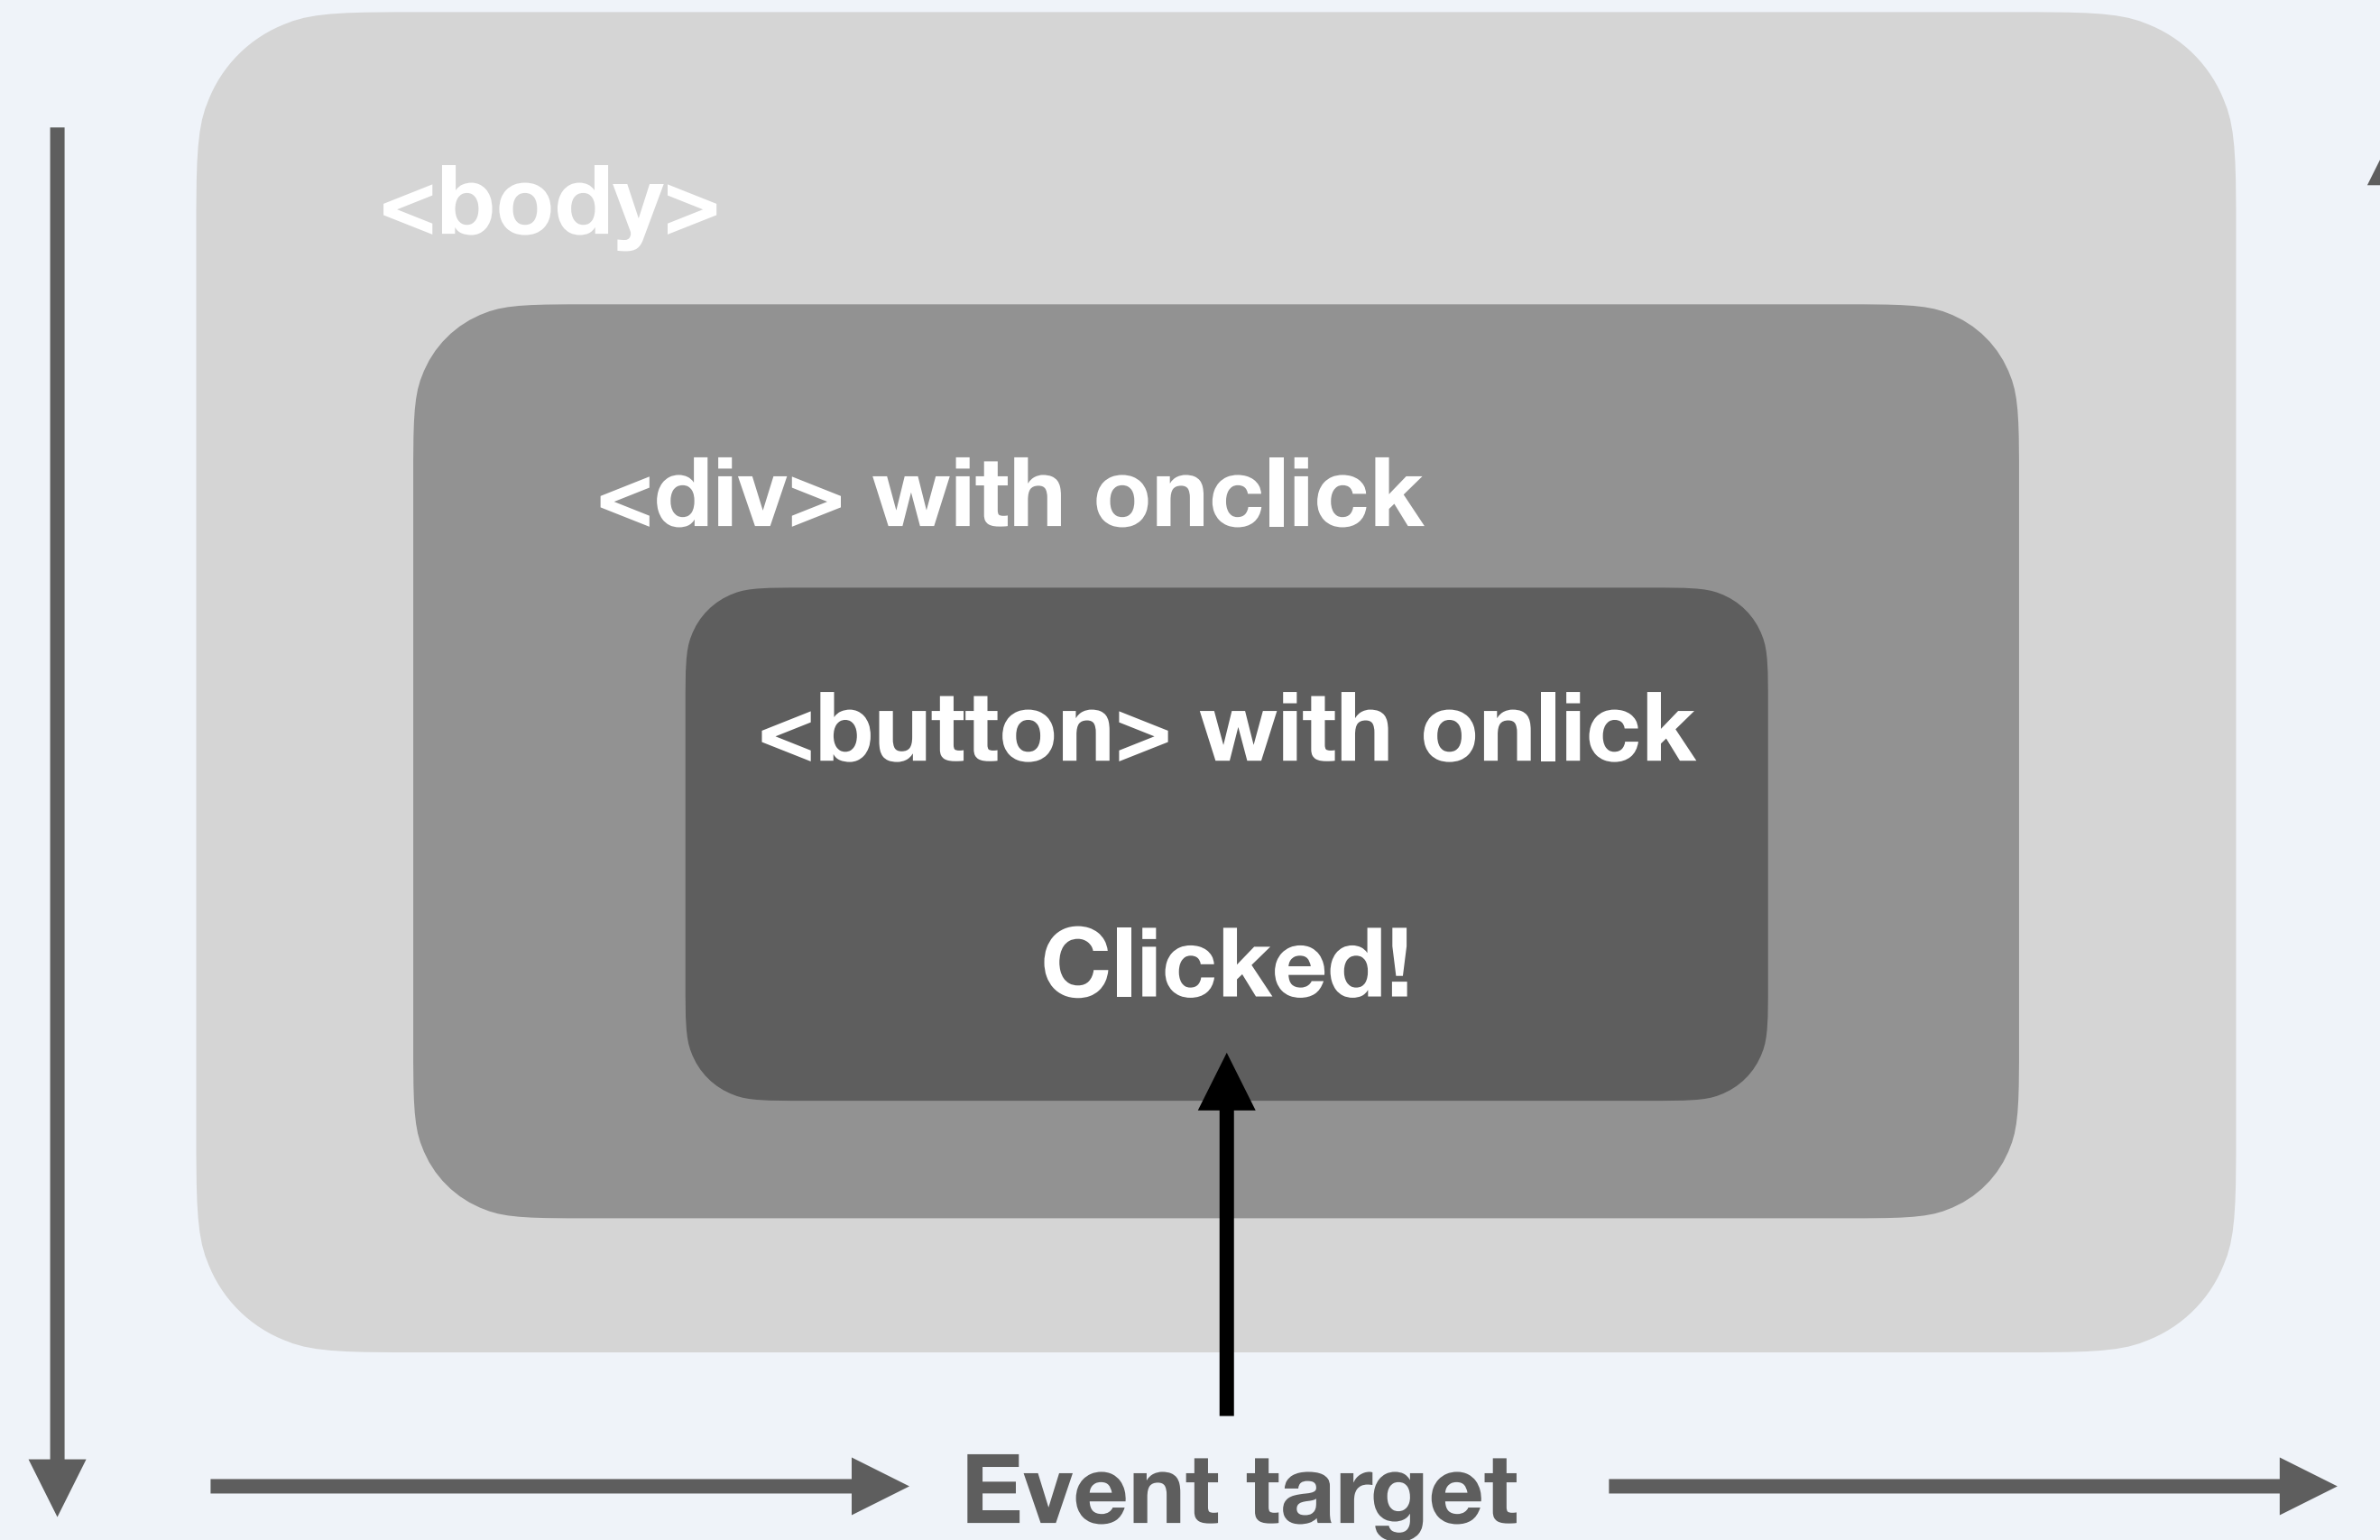 <body>
<div> with onclick
<button> with onlick
Clicked!
Event target